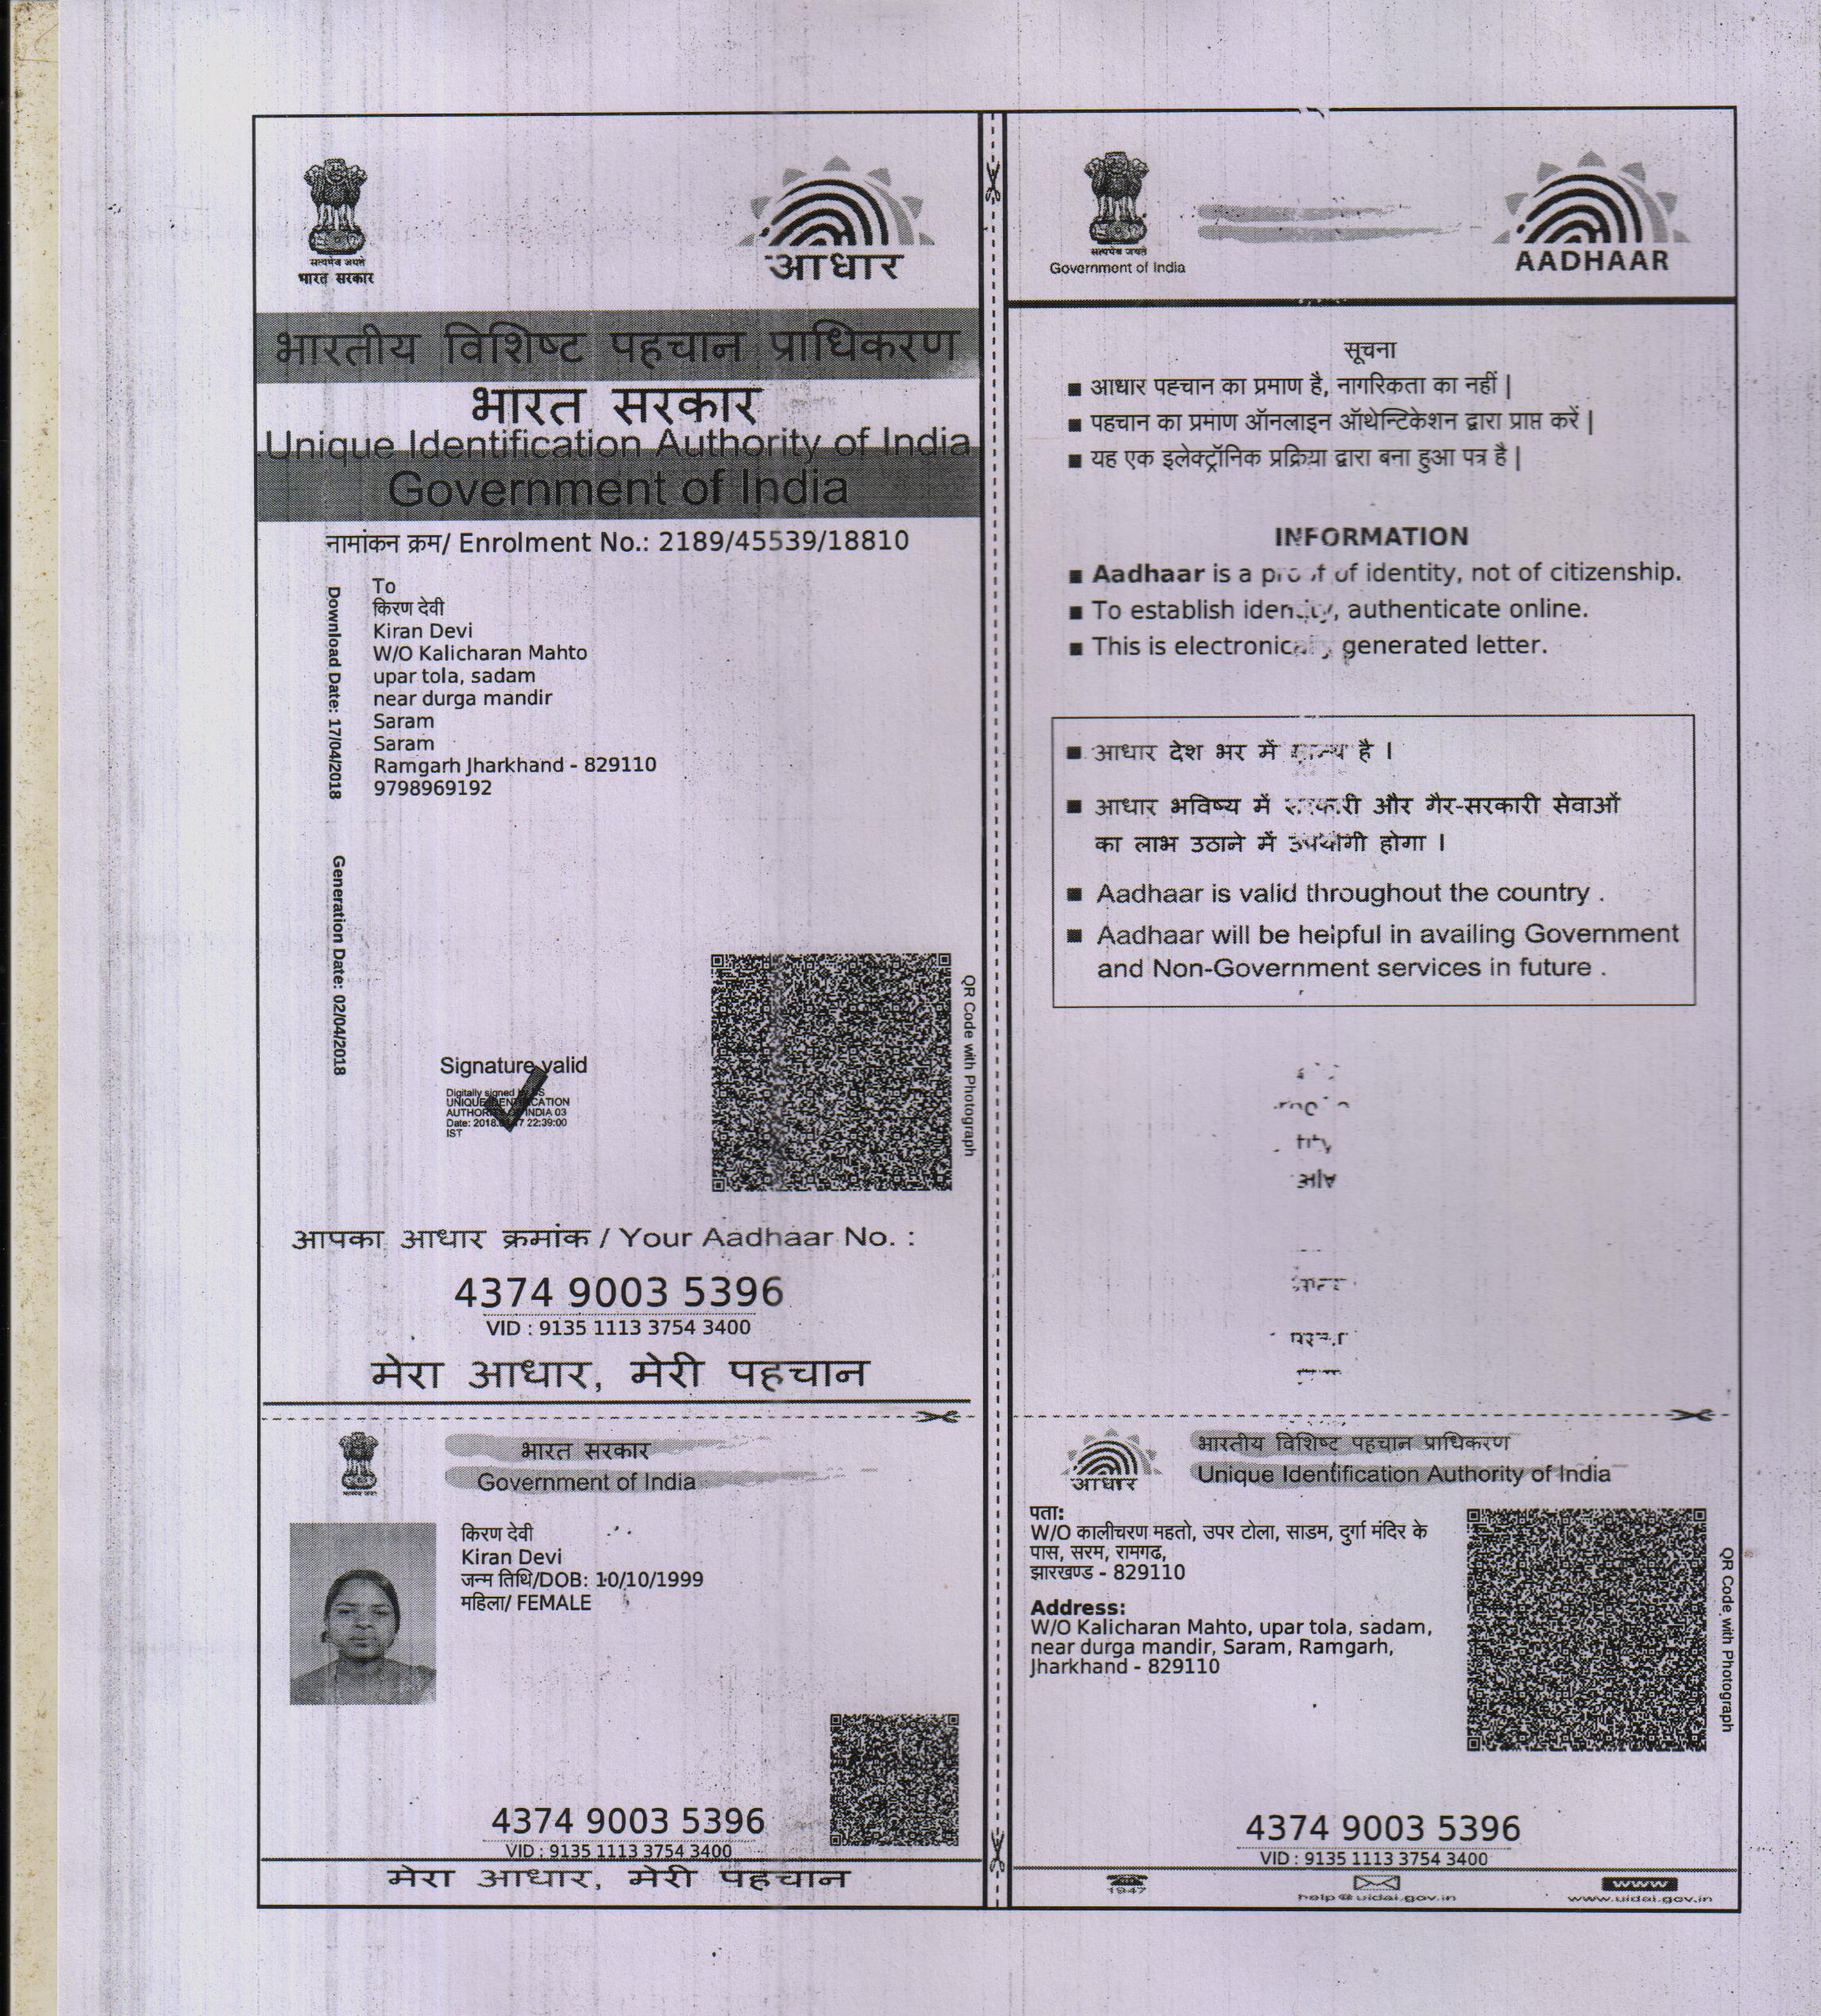 सत्यमेव जयते
भारत सरकार
आधार
भारतीय विशिष्ट पहचान प्राधिकरण
भारत सरकार
Unique Identification Authority of India
Government of India
नामांकन क्रम/ Enrolment No.: 2189/45539/18810
Download Date: 17/04/2018
Generation Date: 02/04/2018
To
किरण देवी
Kiran Devi
W/O Kalicharan Mahto
upar tola, sadam
near durga mandir
Saram
Saram
Ramgarh Jharkhand - 829110
9798969192
Signature valid
Digitally signed by DS
UNIQUE IDENTIFICATION
AUTHORITY OF INDIA 03
Date: 2018. 22:39:00
IST
QR Code with Photograph
आपका आधार क्रमांक / Your Aadhaar No. :
4374 9003 5396
VID : 9135 1113 3754 3400
मेरा आधार, मेरी पहचान
सत्यमेव जयते
Government of India
AADHAAR
सूचना
■ आधार पहचान का प्रमाण है, नागरिकता का नहीं |
■ पहचान का प्रमाण ऑनलाइन ऑथेन्टिकेशन द्वारा प्राप्त करें |
■ यह एक इलेक्ट्रॉनिक प्रक्रिया द्वारा बना हुआ पत्र है |
INFORMATION
■ Aadhaar is a proof of identity, not of citizenship.
■ To establish identity, authenticate online.
■ This is electronically generated letter.
■ आधार देश भर में मान्य है ।
■ आधार भविष्य में सरकारी और गैर-सरकारी सेवाओं
का लाभ उठाने में उपयोगी होगा ।
■ Aadhaar is valid throughout the country .
■ Aadhaar will be helpful in availing Government
and Non-Government services in future .
भारत सरकार
Government of India
किरण देवी
Kiran Devi
जन्म तिथि/DOB: 10/10/1999
महिला/ FEMALE
4374 9003 5396
VID : 9135 1113 3754 3400
मेरा आधार, मेरी पहचान
आधार
भारतीय विशिष्ट पहचान प्राधिकरण
Unique Identification Authority of India
पता:
W/O कालीचरण महतो, उपर टोला, साडम, दुर्गा मंदिर के
पास, सरम, रामगढ,
झारखण्ड - 829110
Address:
W/O Kalicharan Mahto, upar tola, sadam,
near durga mandir, Saram, Ramgarh,
Jharkhand - 829110
QR Code with Photograph
4374 9003 5396
VID : 9135 1113 3754 3400
1947
help@uidai.gov.in
www
www.uidai.gov.in